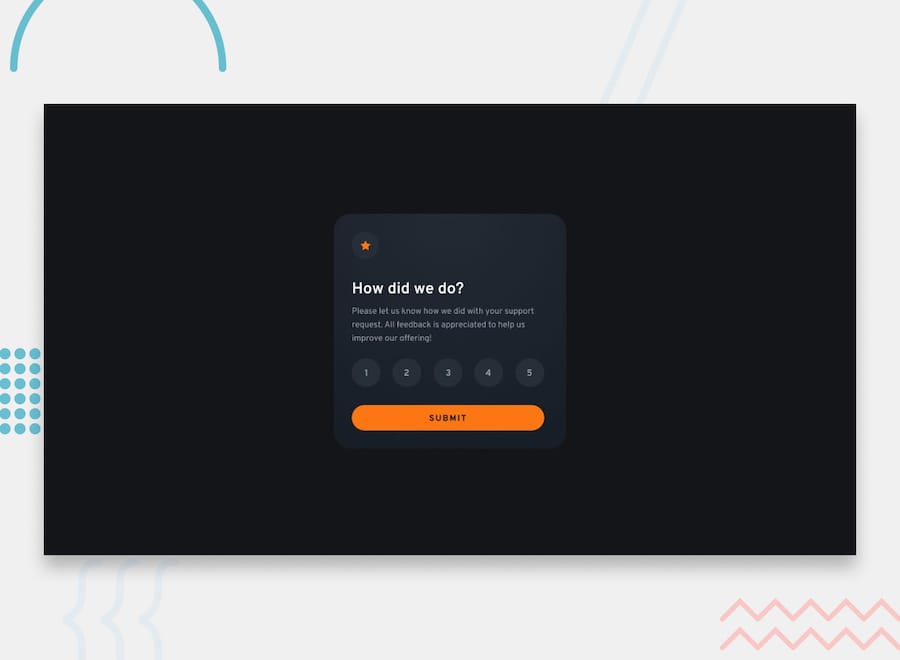 How did we do?
Please let us know how we did with your support
request. All feedback is appreciated to help us
improve our offering!
1 2 3 4 5
SUBMIT